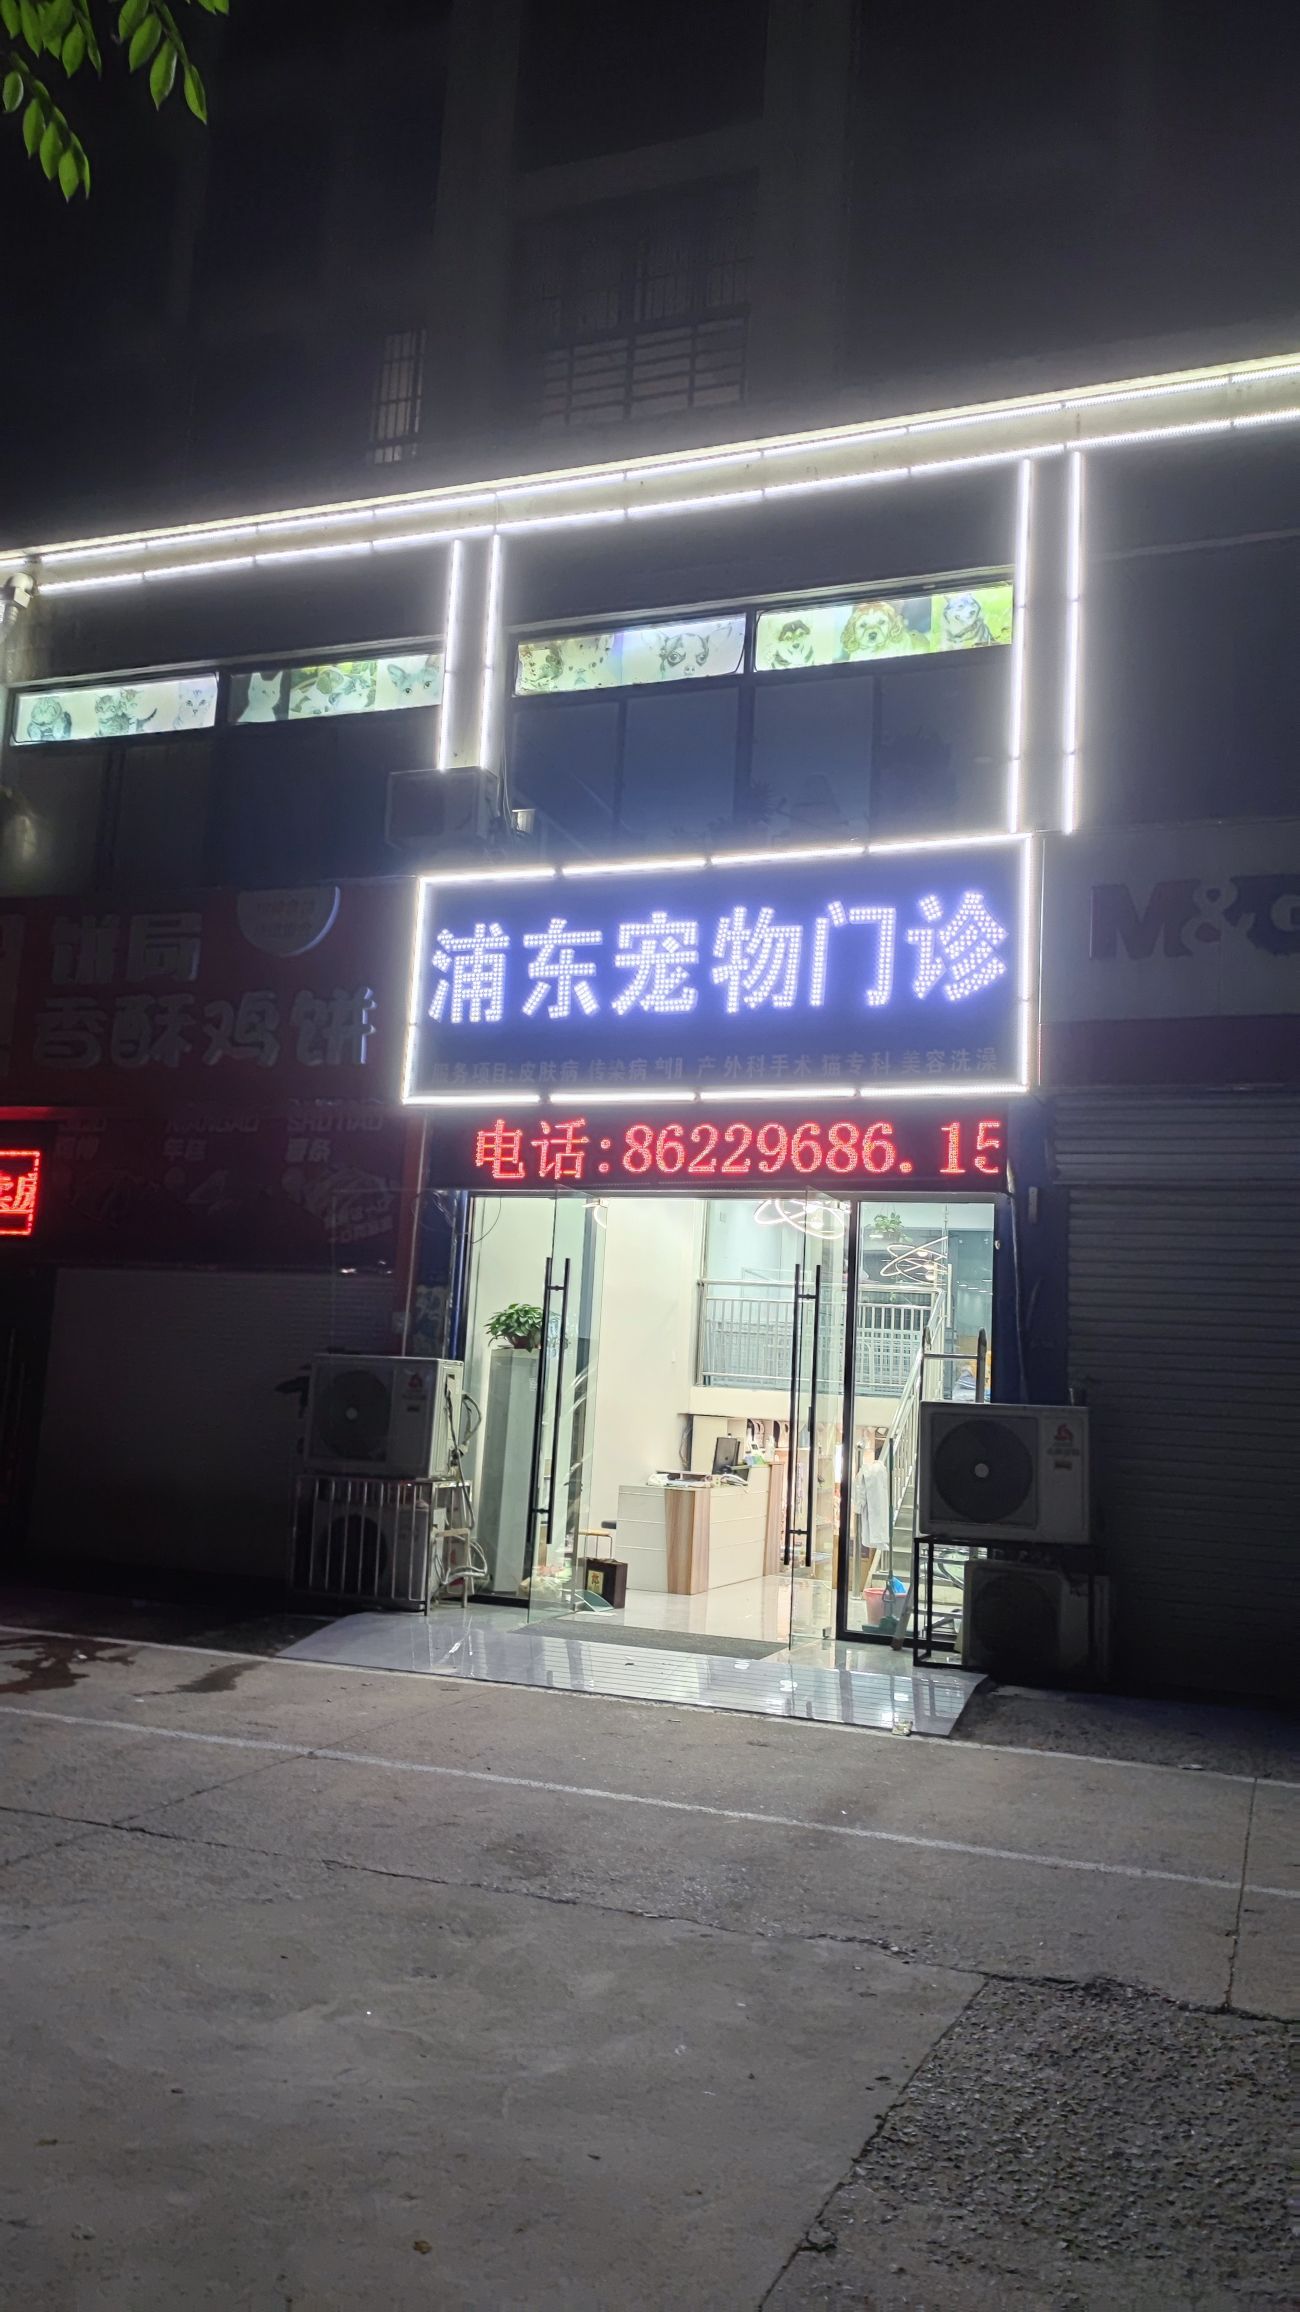 浦东宠物门诊
服务项目:皮肤病 传染病 剖产 外科手术 猫专科 美容洗澡
电话:86229686.15
饼局
香酥鸡饼
M&G